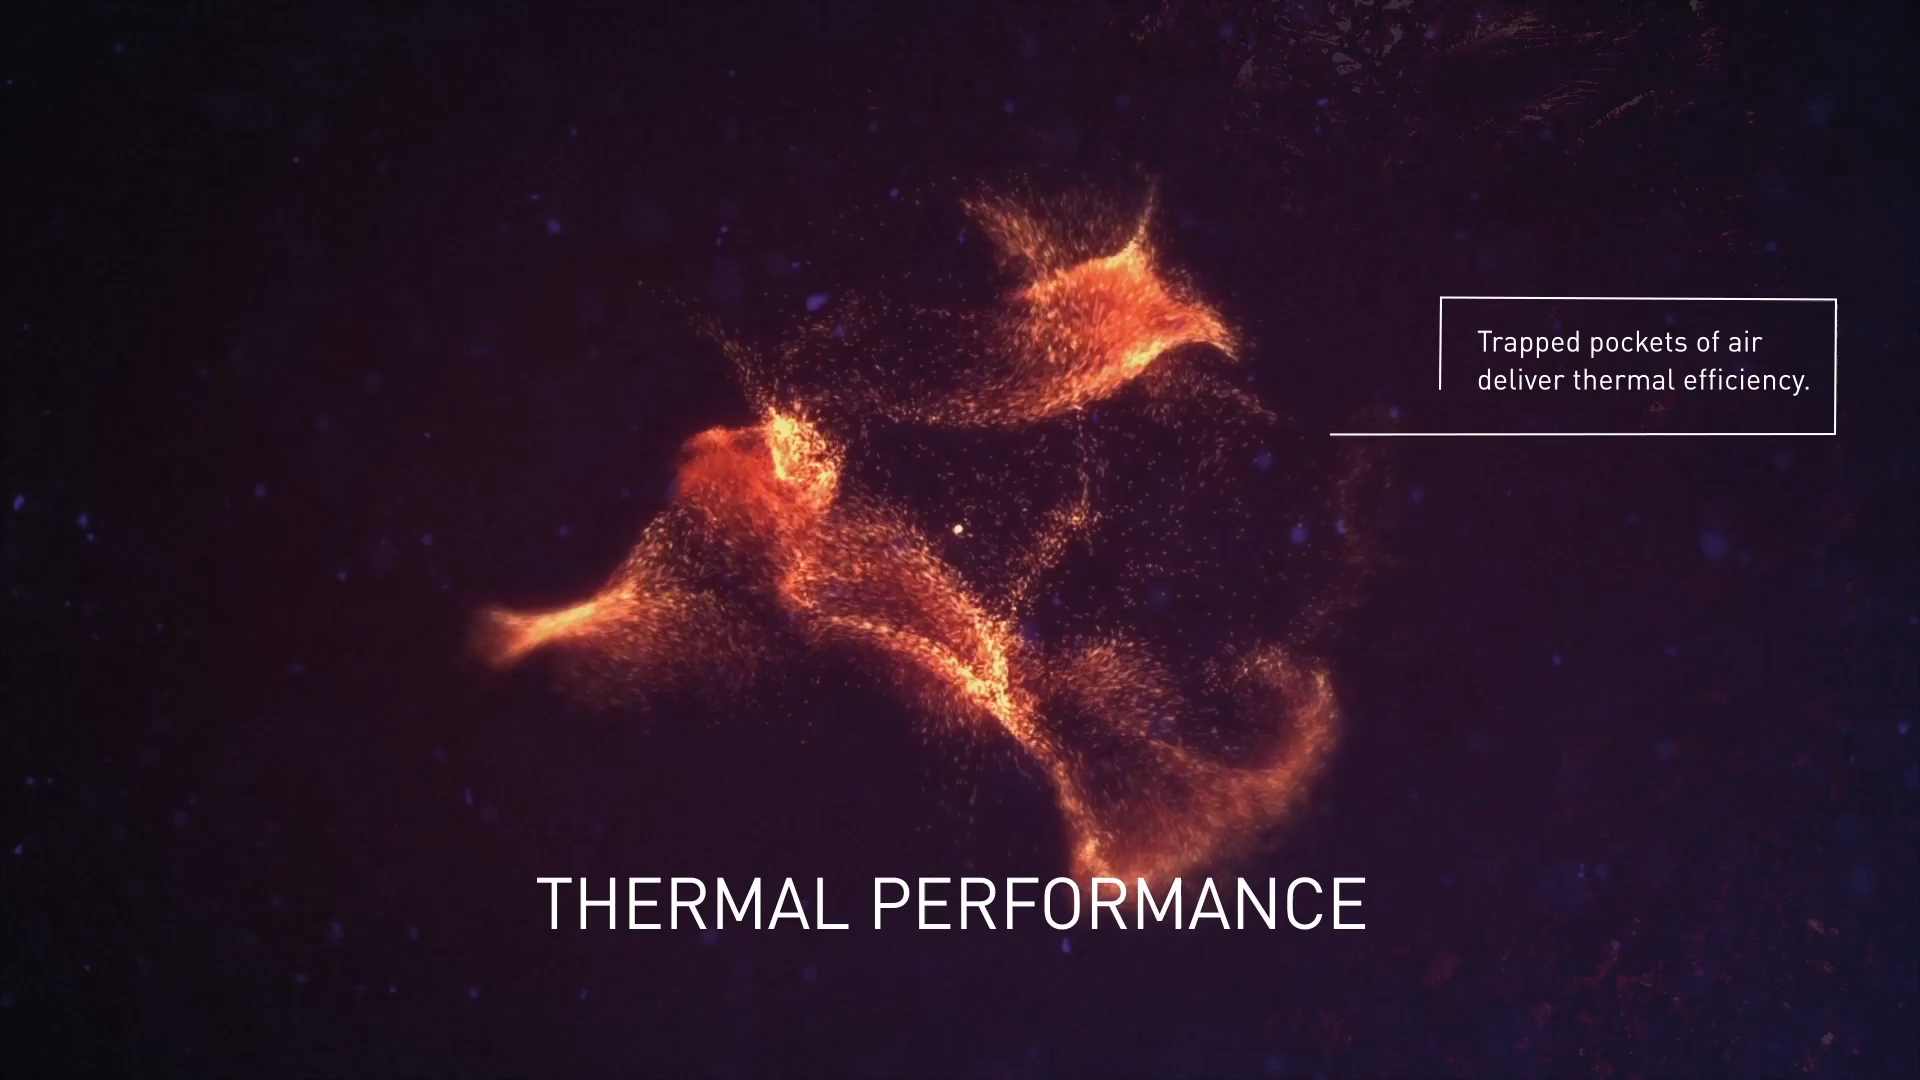 Trapped pockets of air
deliver thermal efficiency.
THERMAL PERFORMANCE